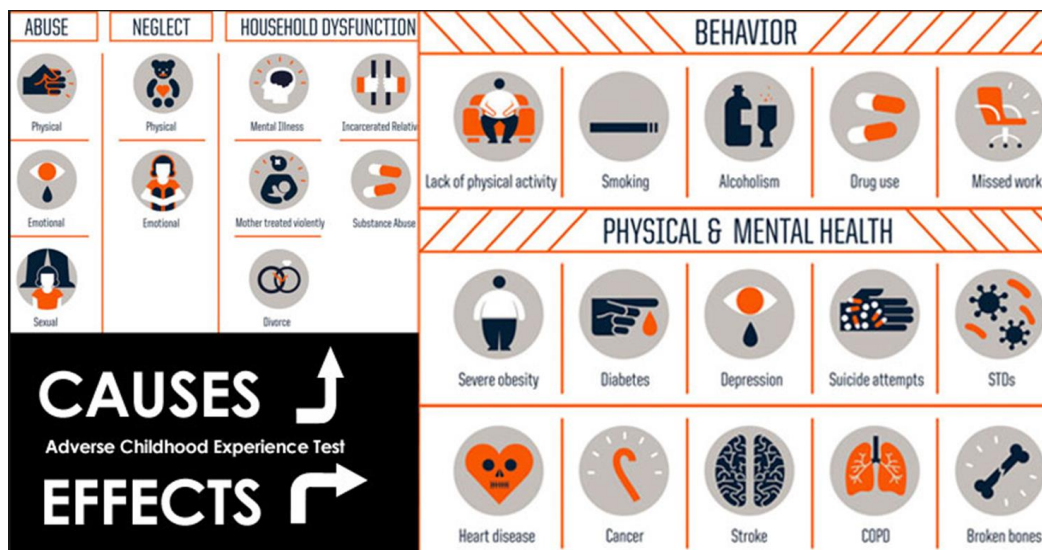 ABUSE
NEGLECT
HOUSEHOLD DYSFUNCTION
Physical
Physical
Mental Illness
Incarcerated Relativ
Emotional
Emotional
Mother treated violently
Substance Abuse
Sexual
Divorce
CAUSES
Adverse Childhood Experience Test
EFFECTS
BEHAVIOR
Lack of physical activity
Smoking
Alcoholism
Drug use
Missed work
PHYSICAL & MENTAL HEALTH
Severe obesity
Diabetes
Depression
Suicide attempts
STDs
Heart disease
Cancer
Stroke
COPD
Broken bones